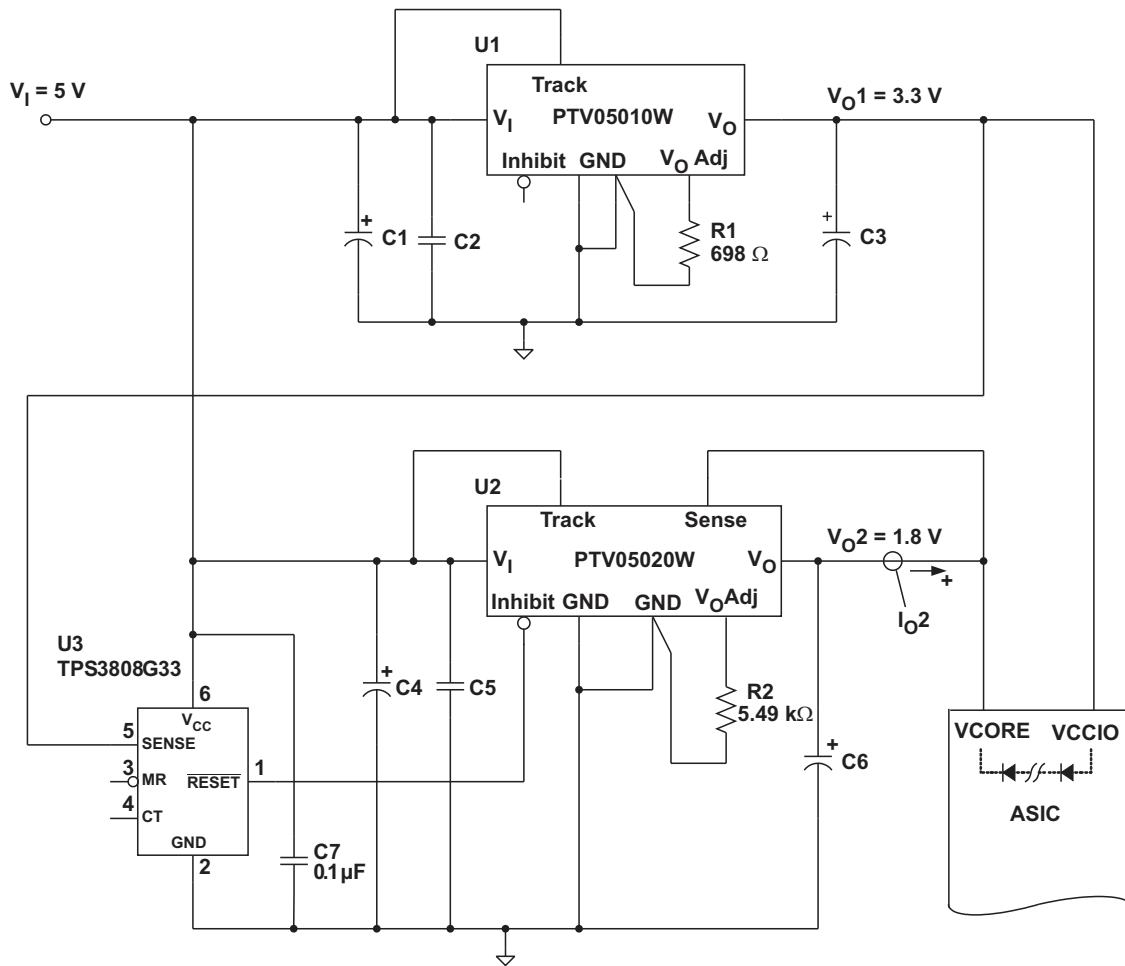 U1
V_I = 5 V
Track
V_O1 = 3.3 V
V_I
PTV05010W
V_O
Inhibit
GND
V_O Adj
+
C1
C2
R1
698 Ω
+
C3
U2
Track
Sense
V_O2 = 1.8 V
V_I
PTV05020W
V_O
+
Inhibit
GND
GND
V_OAdj
I_O2
U3
TPS3808G33
+
C4
C5
R2
5.49 kΩ
+
C6
6
V_CC
5
SENSE
3
MR
RESET
1
4
CT
GND
2
C7
0.1µF
VCORE
VCCIO
ASIC